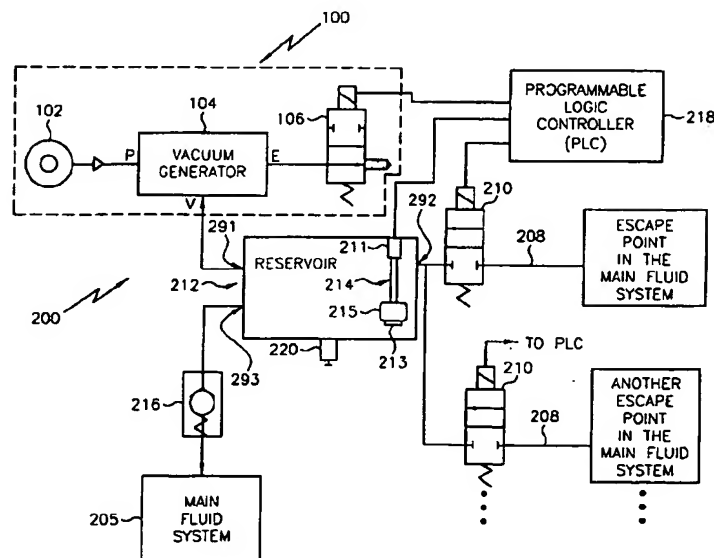 100
102
P
104
VACUUM
GENERATOR
E
V
106
PROGRAMMABLE
LOGIC
CONTROLLER
(PLC)
218
210
208
ESCAPE
POINT
IN THE
MAIN FLUID
SYSTEM
291
292
200
212
RESERVOIR
211
214
215
213
293
220
216
TO PLC
210
208
ANOTHER
ESCAPE
POINT
IN THE
MAIN FLUID
SYSTEM
205
MAIN
FLUID
SYSTEM